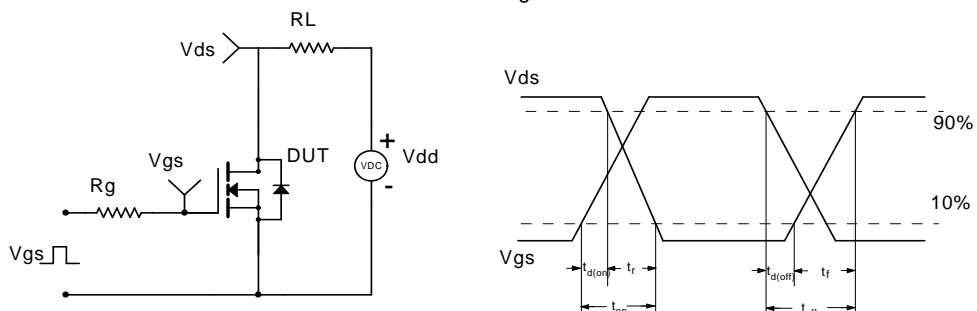 RL
Vds
Vgs
DUT
VDC
+
Vdd
-
Rg
Vgs
Vds
90%
10%
Vgs
td(on)
tr
td(off)
tf
ton